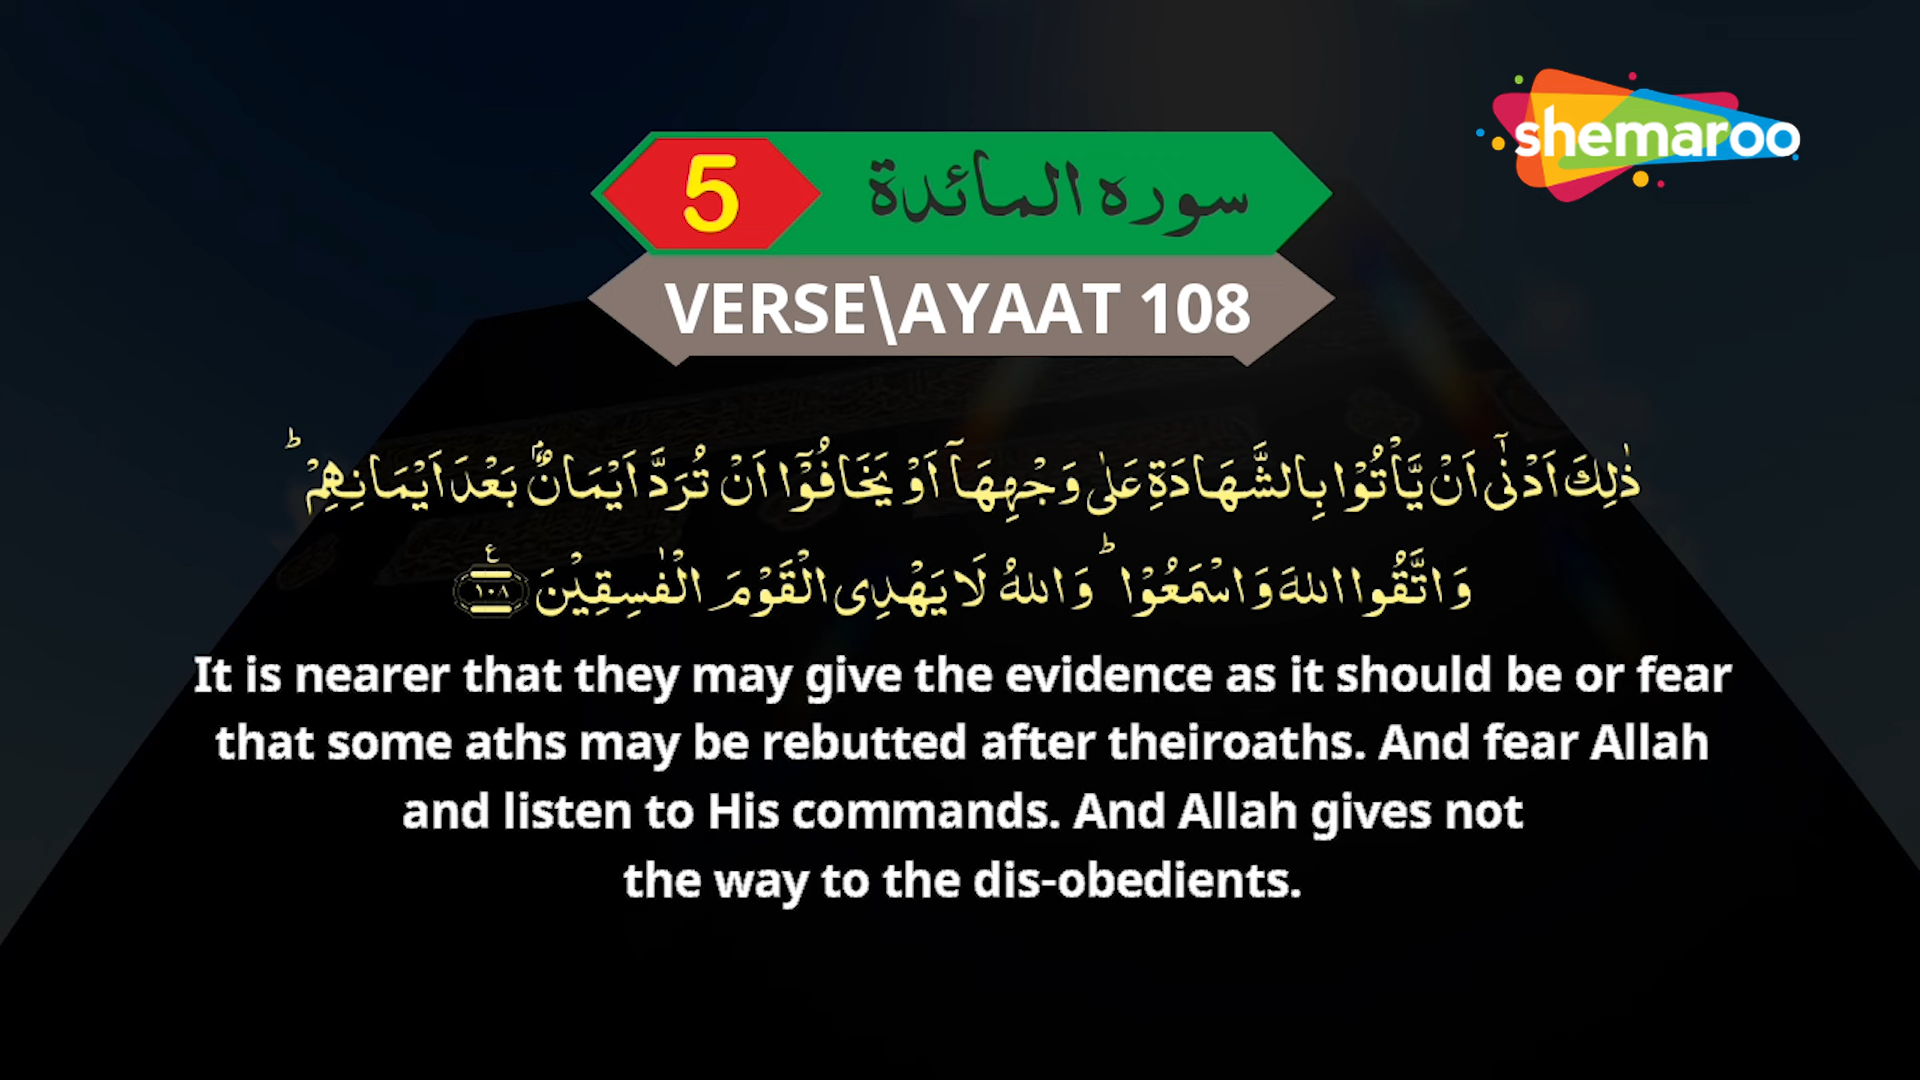 shemaroo
5 سورہ المائدة
VERSE\AYAAT 108
ذٰلِكَ اَدْنٰٓى اَنْ يَّاْتُوْا بِالشَّهَادَةِ عَلٰى وَجْهِهَاۤ اَوْ يَخَافُوْۤا اَنْ تُرَدَّ اَيْمَانٌۢ بَعْدَ اَيْمَانِهِمْ ؕ
وَاتَّقُوا اللهَ وَاسْمَعُوْا ؕ وَاللهُ لَا يَهْدِى الْقَوْمَ الْفٰسِقِيْنَ ۧ ١٠٨
It is nearer that they may give the evidence as it should be or fear
that some aths may be rebutted after theiroaths. And fear Allah
and listen to His commands. And Allah gives not
the way to the dis-obedients.